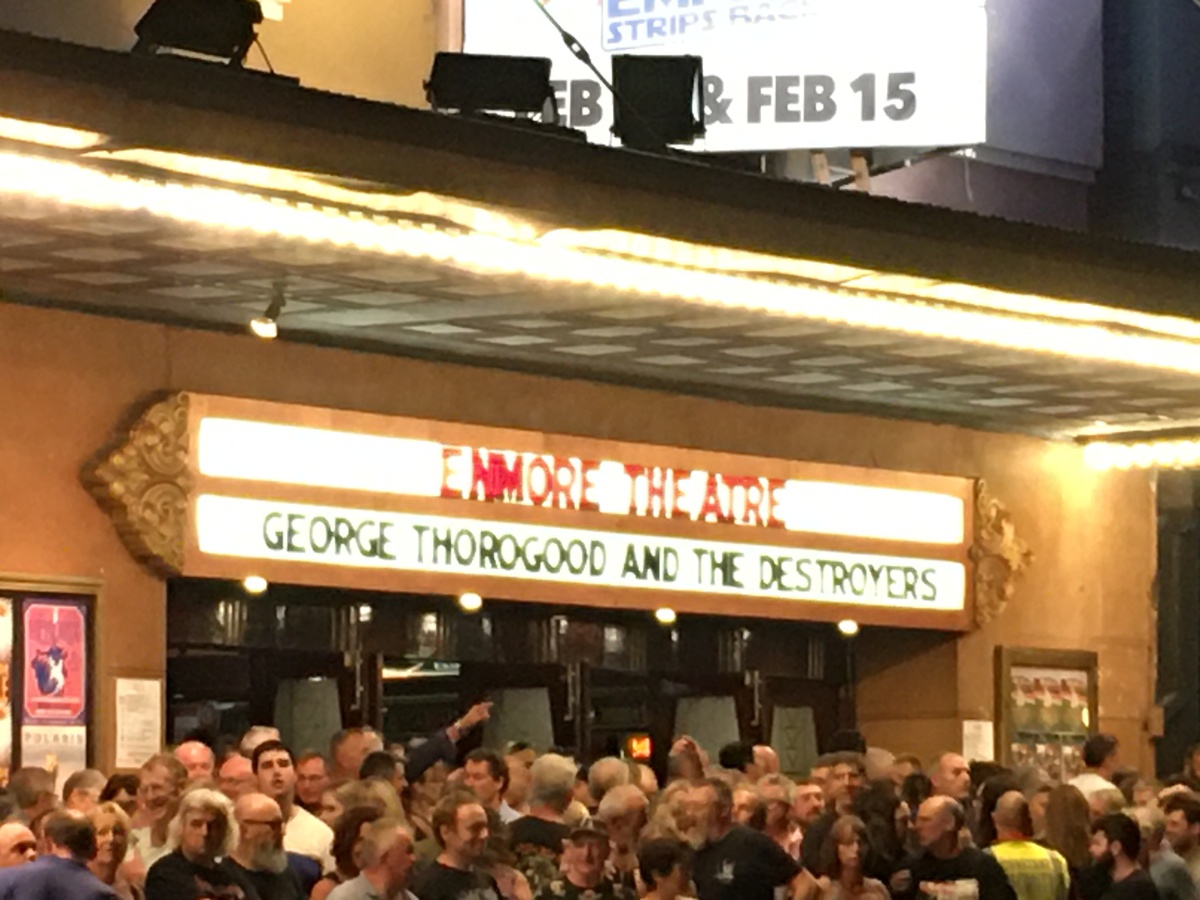 STRIPS BACK
& FEB 15
ENMORE THEATRE
GEORGE THOROGOOD AND THE DESTROYERS
POLARIS